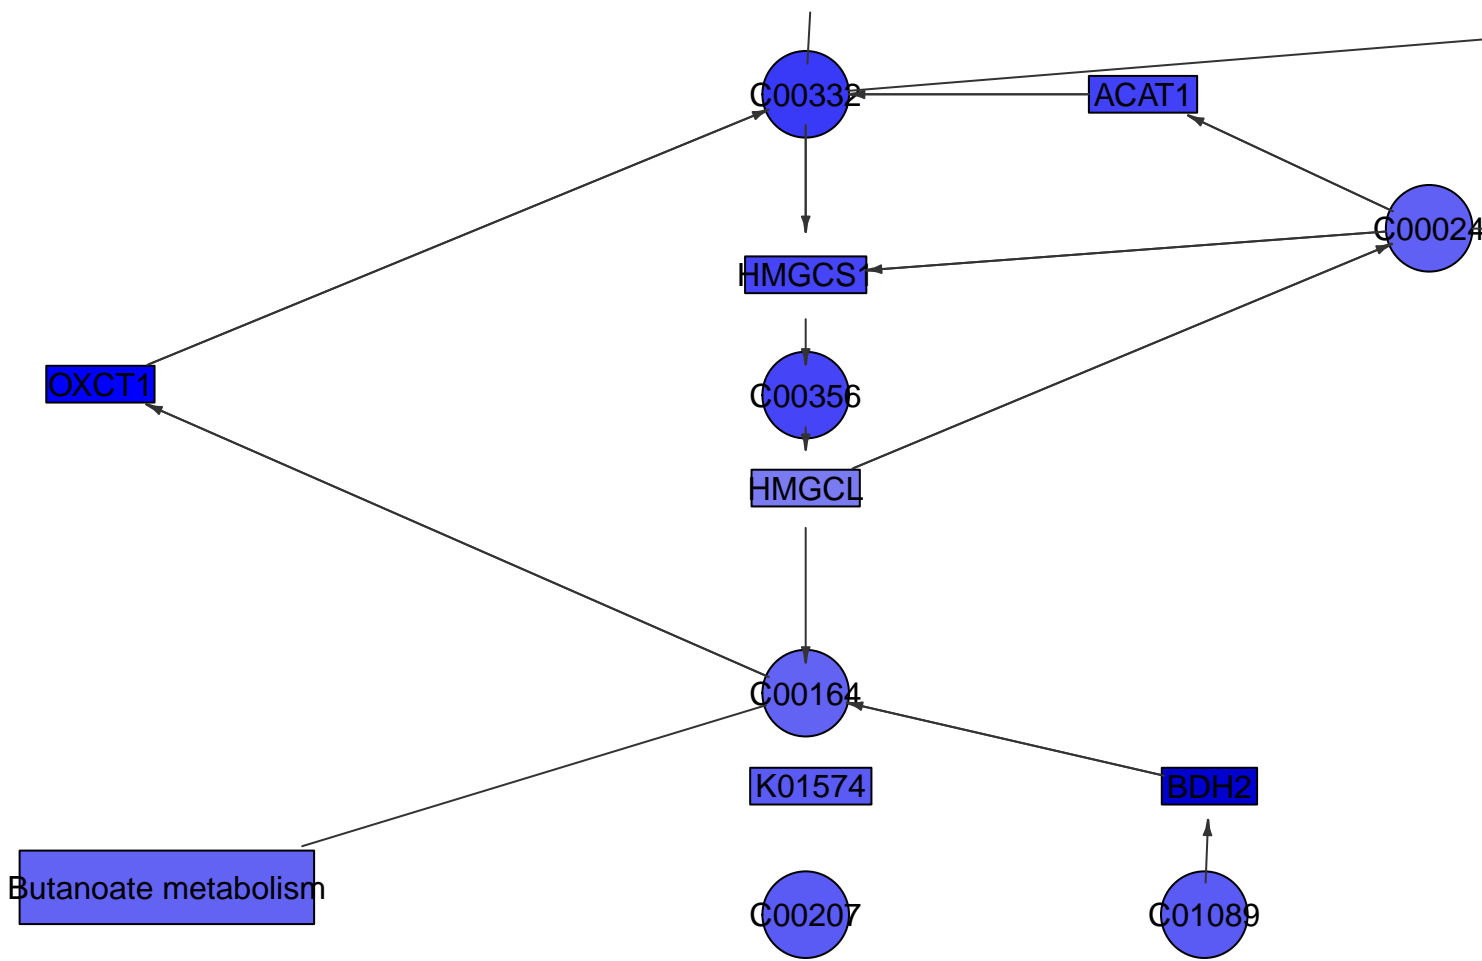 C00332
ACAT1
C00024
HMGCS1
OXCT1
C00356
HMGCL
C00164
K01574
BDH2
Butanoate metabolism
C00207
C01089